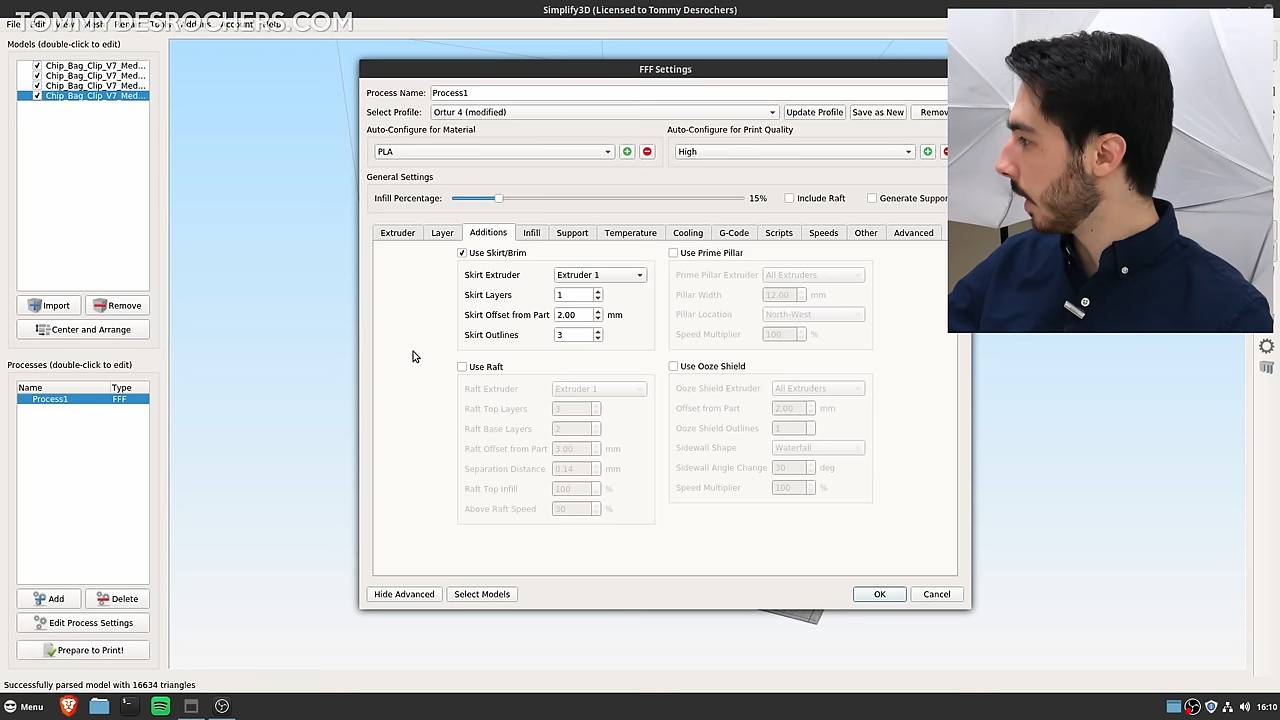 Simplify3D (Licensed to Tommy Desrochers)
TOMMYDESROCHERS.COM
File
Models (double-click to edit)
Chip_Bag_Clip_V7_Med...
Chip_Bag_Clip_V7_Med...
Chip_Bag_Clip_V7_Med...
Chip_Bag_Clip_V7_Med...
Import
Remove
Center and Arrange
Processes (double-click to edit)
Name Type
Process1 FFF
Add
Delete
Edit Process Settings
Prepare to Print!
Successfully parsed model with 16634 triangles
FFF Settings
Process Name: Process1
Select Profile: Ortur 4 (modified)
Update Profile
Save as New
Auto-Configure for Material
PLA
Auto-Configure for Print Quality
High
General Settings
Infill Percentage: 15% Include Raft Generate
Extruder Layer Additions Infill Support Temperature Cooling G-Code Scripts Speeds Other Advanced
Use Skirt/Brim
Skirt Extruder Extruder 1
Skirt Layers 1
Skirt Offset from Part 2.00 mm
Skirt Outlines 3
Use Raft
Raft Extruder Extruder 1
Raft Top Layers 3
Raft Base Layers 2
Raft Offset from Part 3.00 mm
Separation Distance 0.14 mm
Raft Top Infill 100 %
Above Raft Speed 30 %
Use Prime Pillar
Prime Pillar Extruder All Extruders
Pillar Width 12.00 mm
Pillar Location North-West
Speed Multiplier 100 %
Use Ooze Shield
Ooze Shield Extruder All Extruders
Offset from Part 2.00 mm
Ooze Shield Outlines 1
Sidewall Shape Waterfall
Sidewall Angle Change 30 deg
Speed Multiplier 100 %
Hide Advanced
Select Models
OK
Cancel
Menu
16:10